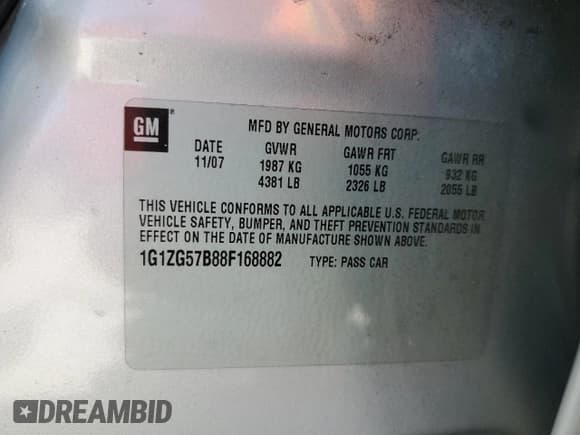 GM ®
MFD BY GENERAL MOTORS CORP.
DATE GVWR GAWR FRT GAWR RR
11/07 1987 KG 1055 KG 932 KG
4381 LB 2326 LB 2055 LB
THIS VEHICLE CONFORMS TO ALL APPLICABLE U.S. FEDERAL MOTOR
VEHICLE SAFETY, BUMPER, AND THEFT PREVENTION STANDARDS IN
EFFECT ON THE DATE OF MANUFACTURE SHOWN ABOVE.
1G1ZG57B88F168882 TYPE: PASS CAR
DREAMBID